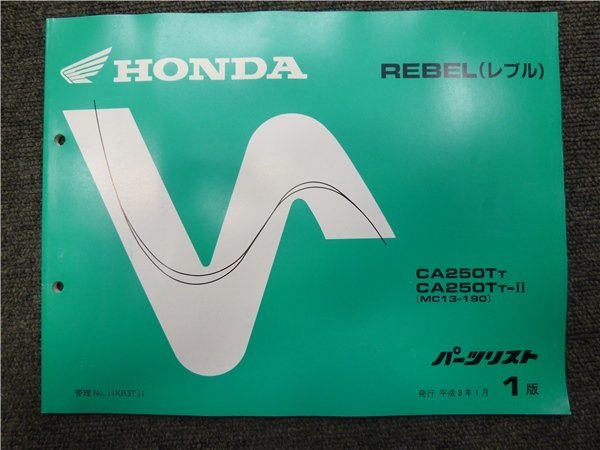 HONDA
REBEL(レブル)
CA250TT
CA250TT-II
[MC13-190]
パーツリスト
管理No.11KR3TJ1
発行 平成8年1月 1版